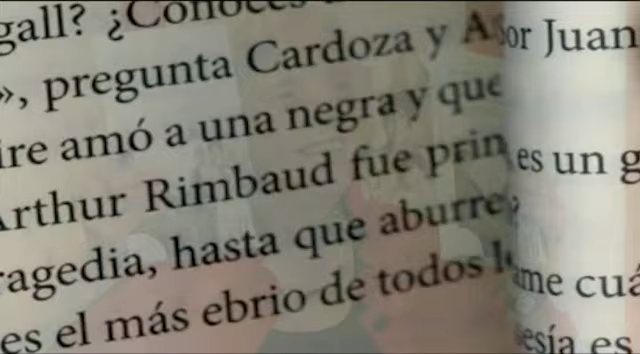 gall? ¿Conoces
», pregunta Cardoza y A
ire amó a una negra y que
Arthur Rimbaud fue prin
ragedia, hasta que aburre
es el más ebrio de todos l
or Juan
es un g
me cuá
esía es